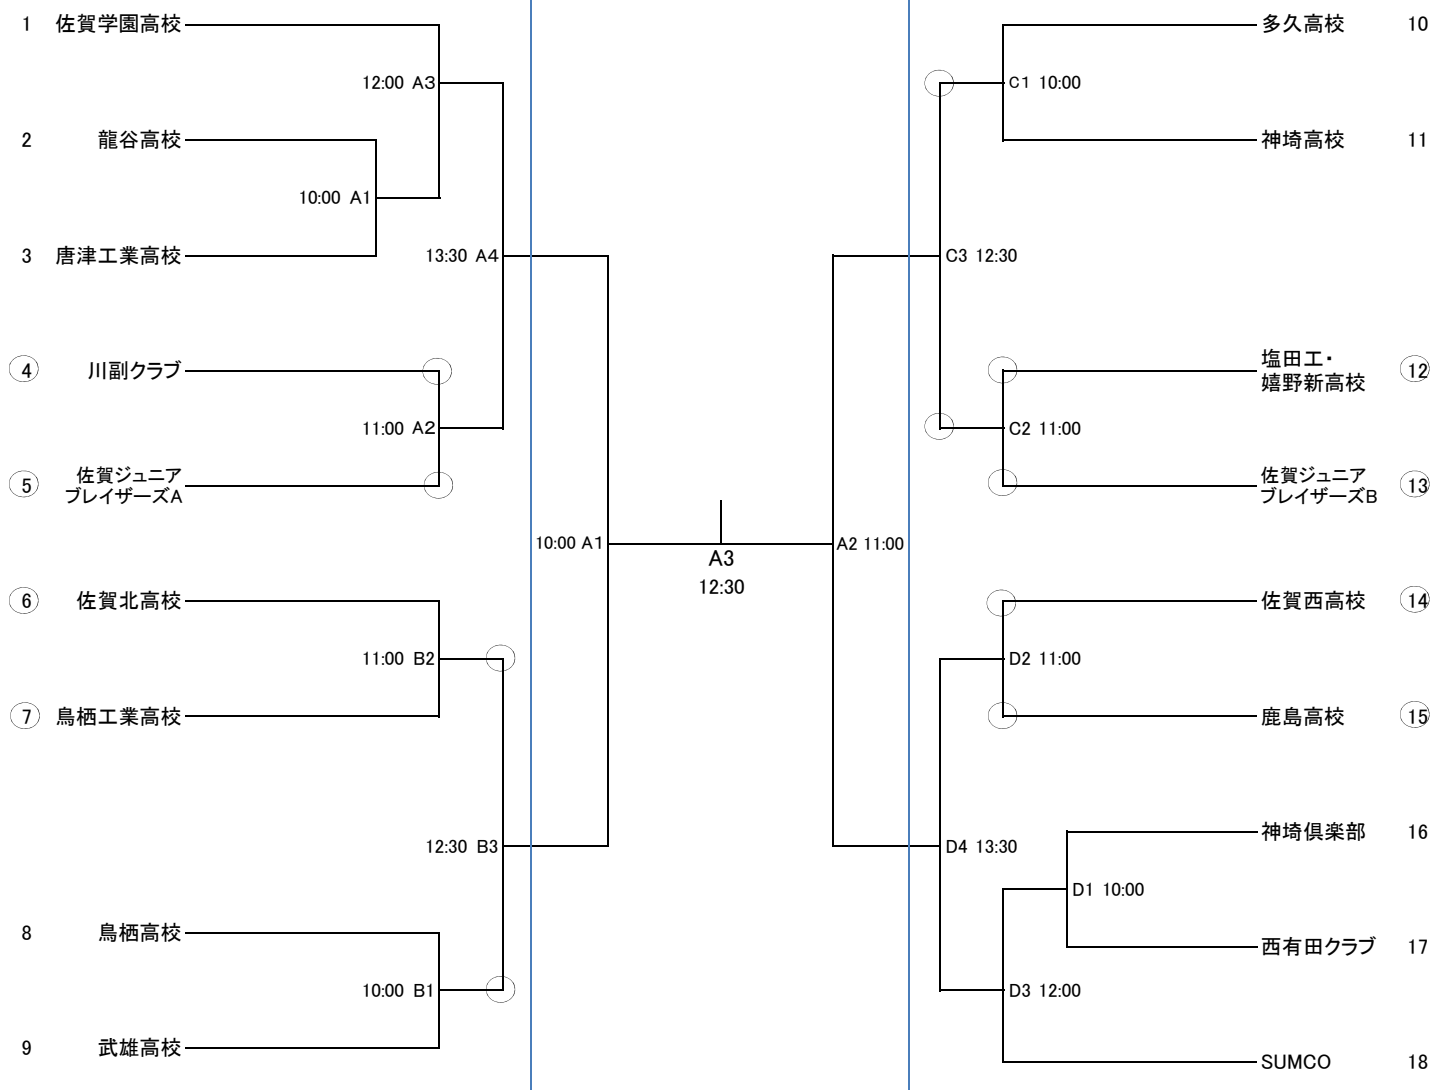 1 佐賀学園高校
12:00 A3
2 龍谷高校
10:00 A1
3 唐津工業高校
13:30 A4
④ 川副クラブ
11:00 A2
⑤ 佐賀ジュニア
ブレイザーズA
⑥ 佐賀北高校
11:00 B2
⑦ 鳥栖工業高校
12:30 B3
8 鳥栖高校
10:00 B1
9 武雄高校
10:00 A1
A3
12:30
A2 11:00
多久高校 10
C1 10:00
神埼高校 11
C3 12:30
塩田工・
嬉野新高校 ⑫
C2 11:00
佐賀ジュニア
ブレイザーズB ⑬
佐賀西高校 ⑭
D2 11:00
鹿島高校 ⑮
D4 13:30
神埼倶楽部 16
D1 10:00
西有田クラブ 17
D3 12:00
SUMCO 18